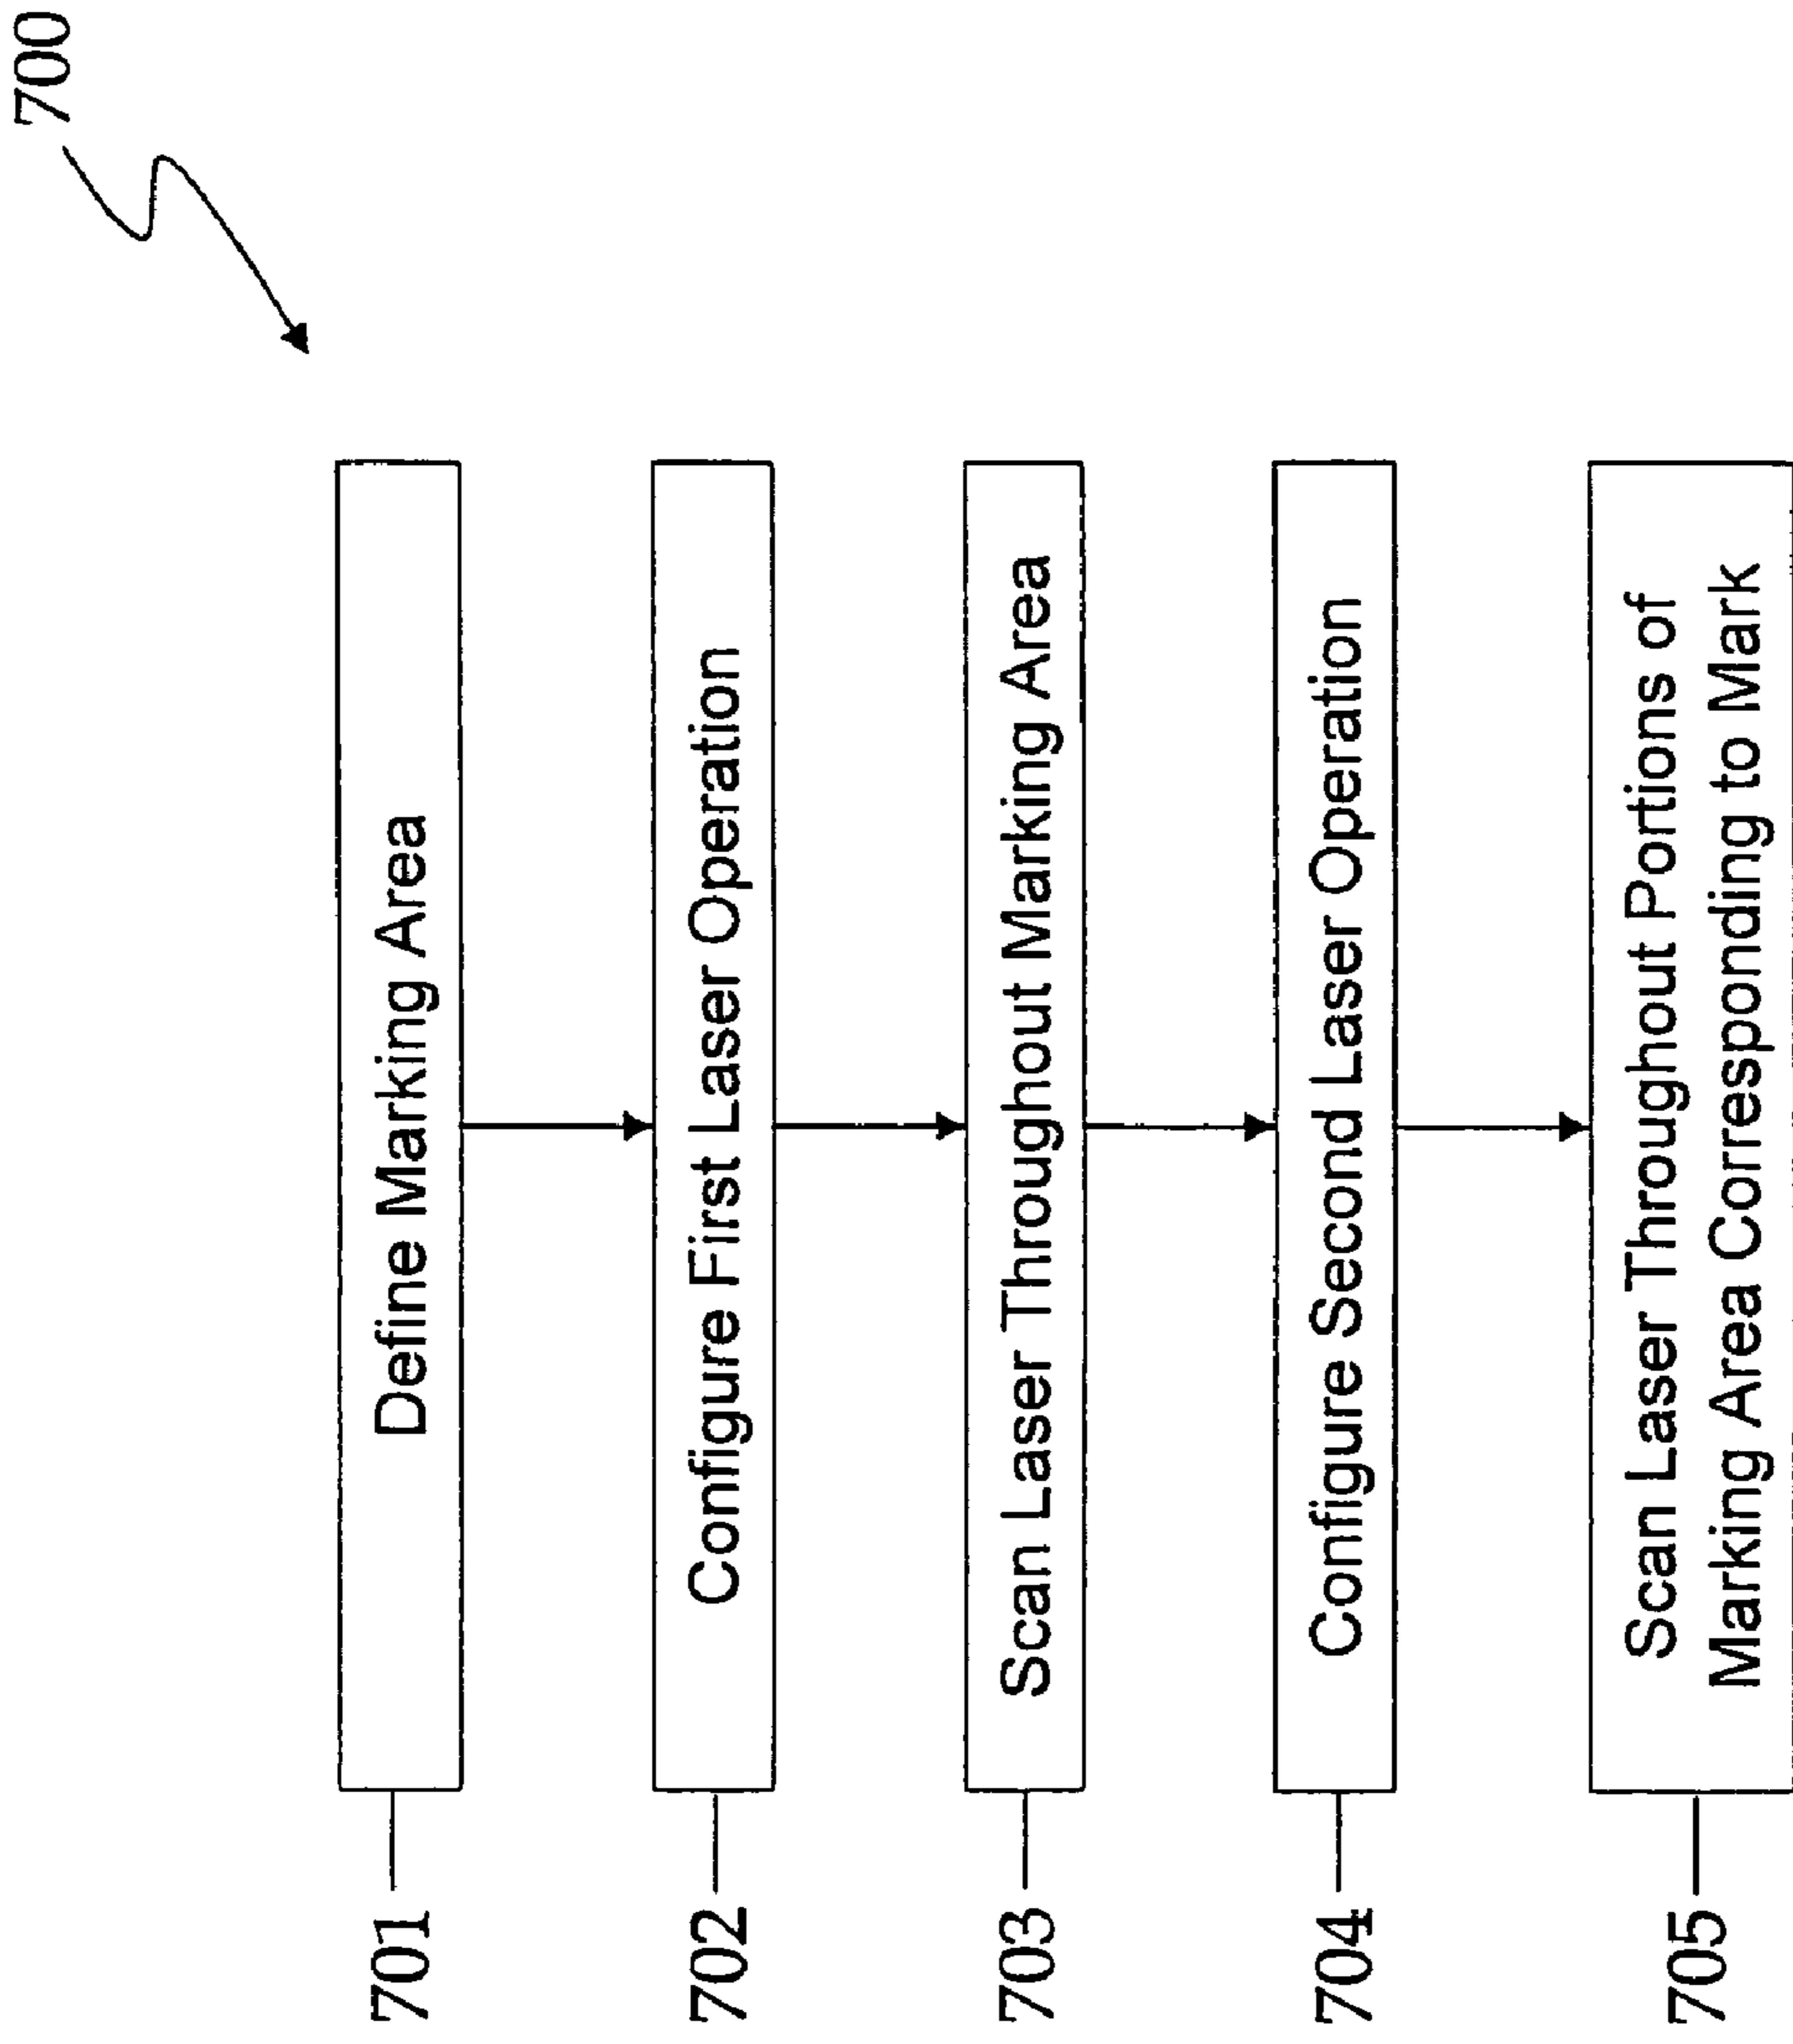 700
701
Define Marking Area
702
Configure First Laser Operation
703
Scan Laser Throughout Marking Area
704
Configure Second Laser Operation
705
Scan Laser Throughout Portions of
Marking Area Corresponding to Mark